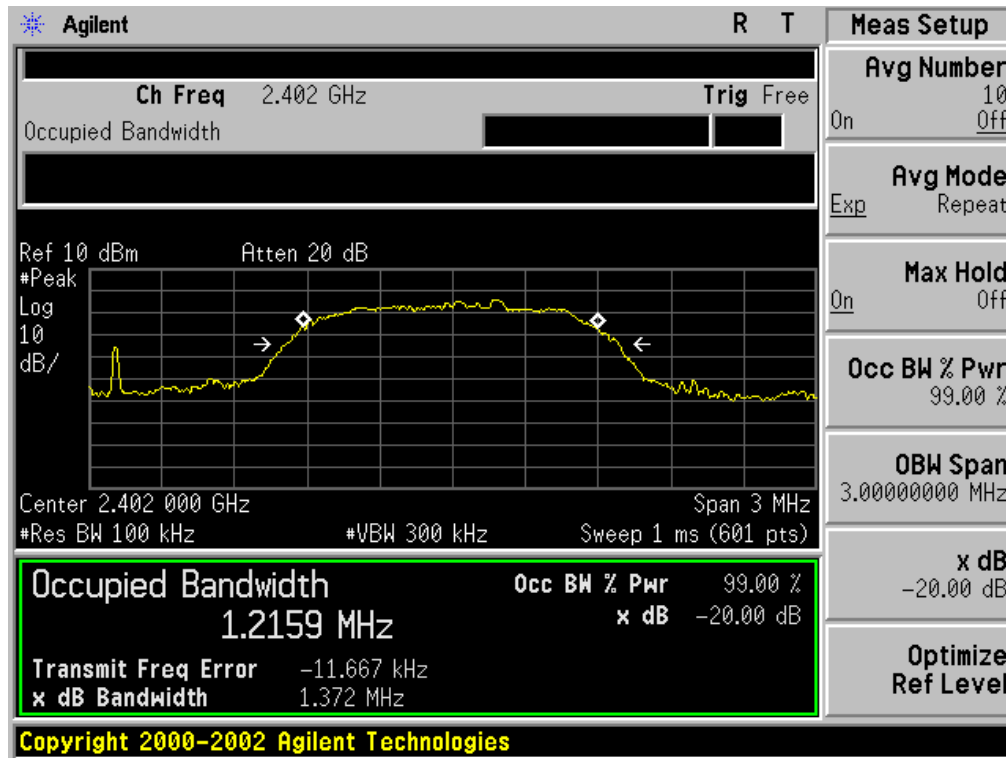 Agilent R T
Ch Freq 2.402 GHz Trig Free
Occupied Bandwidth
Ref 10 dBm Atten 20 dB
#Peak
Log
10
dB/
Center 2.402 000 GHz Span 3 MHz
#Res BW 100 kHz #VBW 300 kHz Sweep 1 ms (601 pts)
Occupied Bandwidth Occ BW % Pwr 99.00 %
1.2159 MHz x dB -20.00 dB
Transmit Freq Error -11.667 kHz
x dB Bandwidth 1.372 MHz
Copyright 2000-2002 Agilent Technologies
Meas Setup
Avg Number
10
On Off
Avg Mode
Exp Repeat
Max Hold
On Off
Occ BW % Pwr
99.00 %
OBW Span
3.00000000 MHz
x dB
-20.00 dB
Optimize
Ref Level